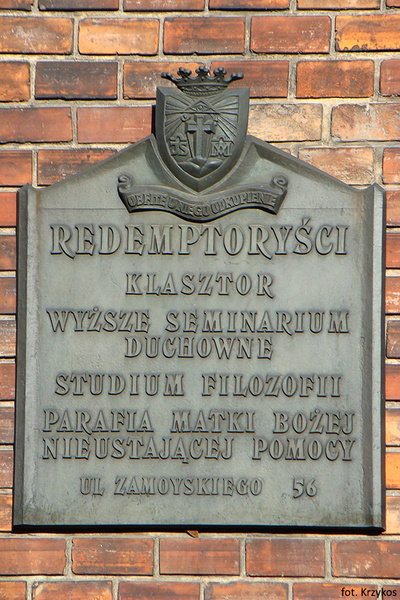 OBFITE U NIEGO ODKUPIENIE
REDEMPTORYŚCI
KLASZTOR
WYŻSZE SEMINARIUM
DUCHOWNE
STUDIUM FILOZOFII
PARAFIA MATKI BOŻEJ
NIEUSTAJĄCEJ POMOCY
UL ZAMOYSKIEGO 56
fot. Krzykos